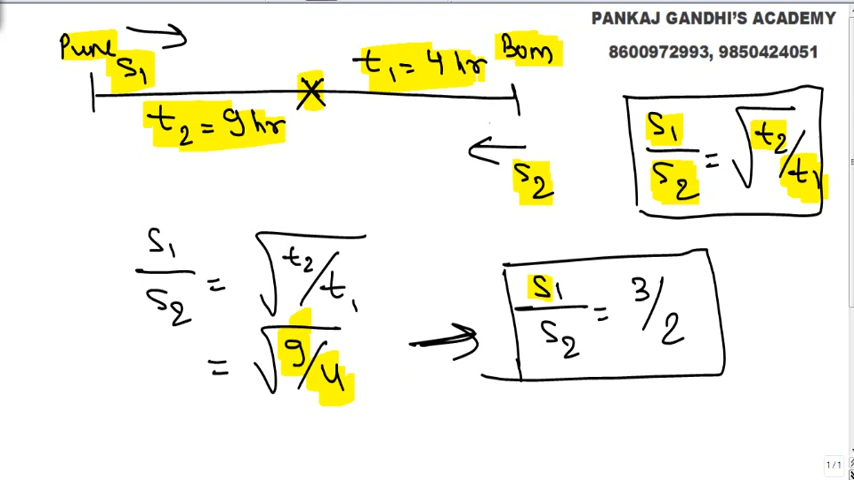 PANKAJ GANDHI'S ACADEMY
8600972993, 9850424051
Pune
S1
t1 = 4 hr
Bom
t2 = 9 hr
S2
S1/S2 = √t2/t1
S1/S2 = √t2/t1
= √9/4
S1/S2 = 3/2
1/1